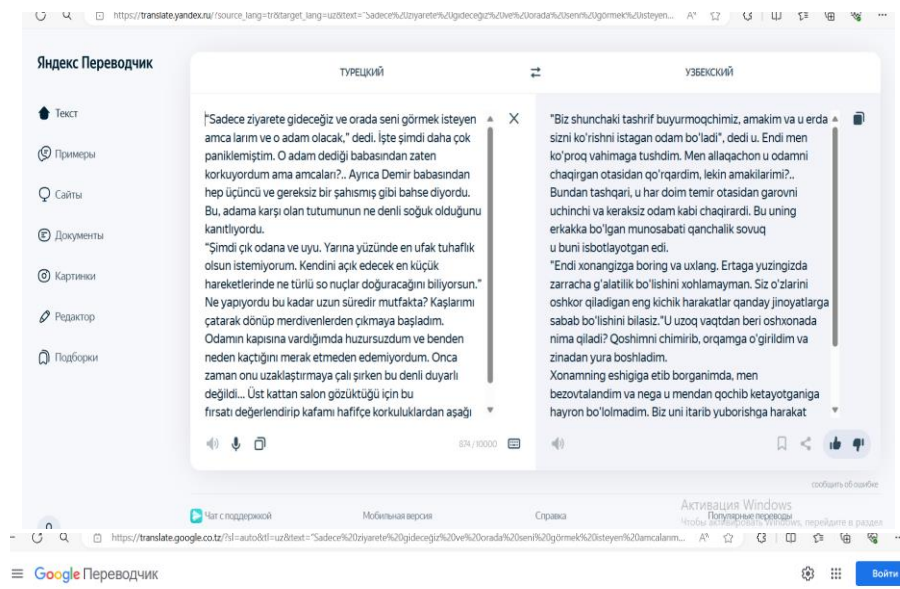 https://translate.yandex.ru/?source_lang=tr&target_lang=uz&text="Sadece%20ziyarete%20gideceğiz%20ve%20orada%20seni%20görmek%20isteyen...
Яндекс Переводчик
ТУРЕЦКИЙ
УЗБЕКСКИЙ
Текст
Примеры
Сайты
Документы
Картинки
Редактор
Подборки
"Sadece ziyarete gideceğiz ve orada seni görmek isteyen
amca larım ve o adam olacak," dedi. İşte şimdi daha çok
paniklemiştim. O adam dediği babasından zaten
korkuyordum ama amcaları?.. Ayrıca Demir babasından
hep üçüncü ve gereksiz bir şahısmış gibi bahse diyordu.
Bu, adama karşı olan tutumunun ne denli soğuk olduğunu
kanıtlıyordu.
"Şimdi çık odana ve uyu. Yarına yüzünde en ufak tuhaflık
olsun istemiyorum. Kendini açık edecek en küçük
hareketlerinde ne türlü so nuçlar doğuracağını biliyorsun."
Ne yapıyordu bu kadar uzun süredir mutfakta? Kaşlarımı
çatarak dönüp merdivenlerden çıkmaya başladım.
Odamın kapısına vardığımda huzursuzdum ve benden
neden kaçtığını merak etmeden edemiyordum. Onca
zaman onu uzaklaştırmaya çalı şırken bu denli duyarlı
değildi... Üst kattan salon gözüktüğü için bu
fırsatı değerlendirip kafamı hafifçe korkuluklardan aşağı
874/10000
"Biz shunchaki tashrif buyurmoqchimiz, amakim va u erda
sizni ko'rishni istagan odam bo'ladi", dedi u. Endi men
ko'proq vahimaga tushdim. Men allaqachon u odamni
chaqirgan otasidan qo'rqardim, lekin amakilarimi?..
Bundan tashqari, u har doim temir otasidan garovni
uchinchi va keraksiz odam kabi chaqirardi. Bu uning
erkakka bo'lgan munosabati qanchalik sovuq
u buni isbotlayotgan edi.
"Endi xonangizga boring va uxlang. Ertaga yuzingizda
zarracha g'alatilik bo'lishini xohlamayman. Siz o'zlarini
oshkor qiladigan eng kichik harakatlar qanday jinoyatlarga
sabab bo'lishini bilasiz."U uzoq vaqtdan beri oshxonada
nima qiladi? Qoshimni chimirib, orqamga o'girildim va
zinadan yura boshladim.
Xonamning eshigiga etib borganimda, men
bezovtalandim va nega u mendan qochib ketayotganiga
hayron bo'lolmadim. Biz uni itarib yuborishga harakat
сообщить об ошибке
Чат с поддержкой
Мобильная версия
Справка
Популярные переводы
Активация Windows
Чтобы активировать Windows, перейдите в раздел
https://translate.google.co.tz/?sl=auto&tl=uz&text="Sadece%20ziyarete%20gideceğiz%20ve%20orada%20seni%20görmek%20isteyen%20amcalarım...
Google Переводчик
Войти